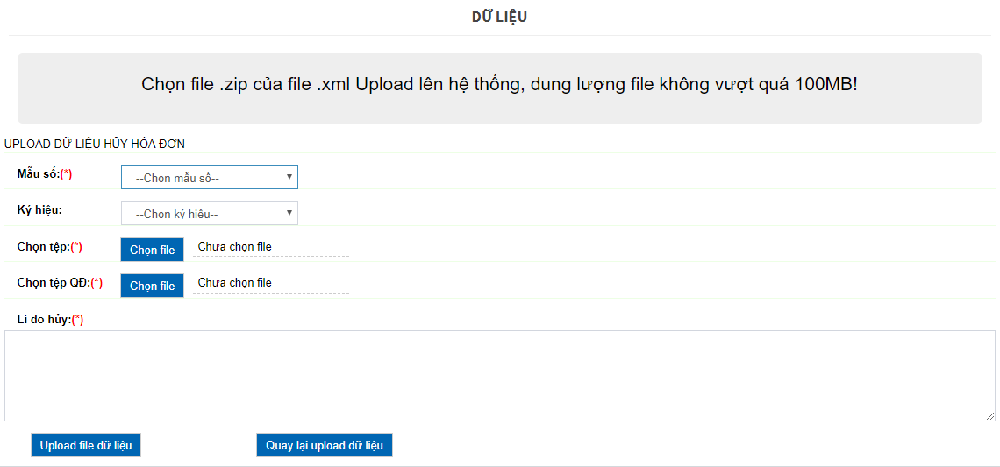 DỮ LIỆU
Chọn file .zip của file .xml Upload lên hệ thống, dung lượng file không vượt quá 100MB!
UPLOAD DỮ LIỆU HỦY HÓA ĐƠN
Mẫu số:(*) --Chọn mẫu số--
Ký hiệu: --Chọn ký hiệu--
Chọn tệp:(*) Chọn file Chưa chọn file
Chọn tệp QĐ:(*) Chọn file Chưa chọn file
Lí do hủy:(*)
Upload file dữ liệu Quay lại upload dữ liệu